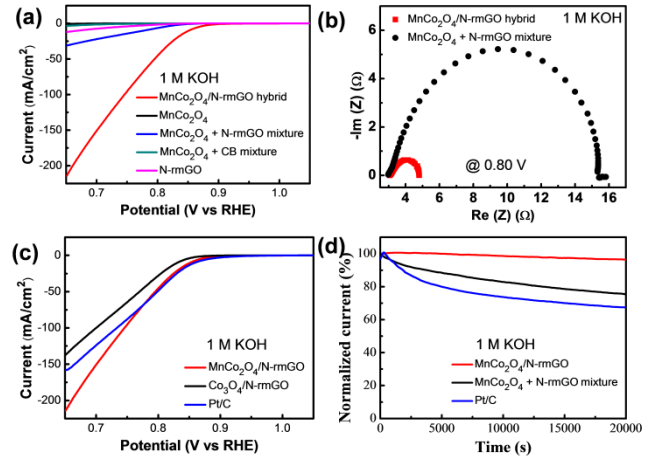 (a)
0
-50
-100
-150
-200
Current (mA/cm²)
1 M KOH
MnCo₂O₄/N-rmGO hybrid
MnCo₂O₄
MnCo₂O₄ + N-rmGO mixture
MnCo₂O₄ + CB mixture
N-rmGO
0.7 0.8 0.9 1.0
Potential (V vs RHE)
(b)
MnCo₂O₄/N-rmGO hybrid 1 M KOH
MnCo₂O₄ + N-rmGO mixture
6
4
2
0
-Im (Z) (Ω)
@ 0.80 V
4 6 8 10 12 14 16
Re (Z) (Ω)
(c)
0
-50
-100
-150
-200
Current (mA/cm²)
1 M KOH
MnCo₂O₄/N-rmGO
Co₃O₄/N-rmGO
Pt/C
0.7 0.8 0.9 1.0
Potential (V vs RHE)
(d)
100
80
60
40
20
0
Normalized current (%)
1 M KOH
MnCo₂O₄/N-rmGO
MnCo₂O₄ + N-rmGO mixture
Pt/C
0 5000 10000 15000 20000
Time (s)